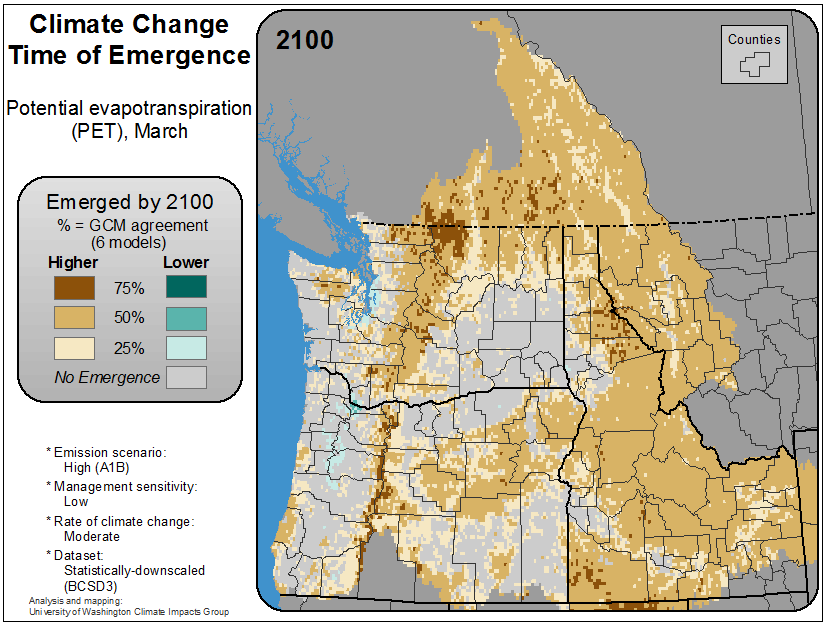 Climate Change
Time of Emergence
Potential evapotranspiration
(PET), March
Emerged by 2100
% = GCM agreement
(6 models)
Higher Lower
75%
50%
25%
No Emergence
* Emission scenario:
High (A1B)
* Management sensitivity:
Low
* Rate of climate change:
Moderate
* Dataset:
Statistically-downscaled
(BCSD3)
Analysis and mapping:
University of Washington Climate Impacts Group
2100
Counties